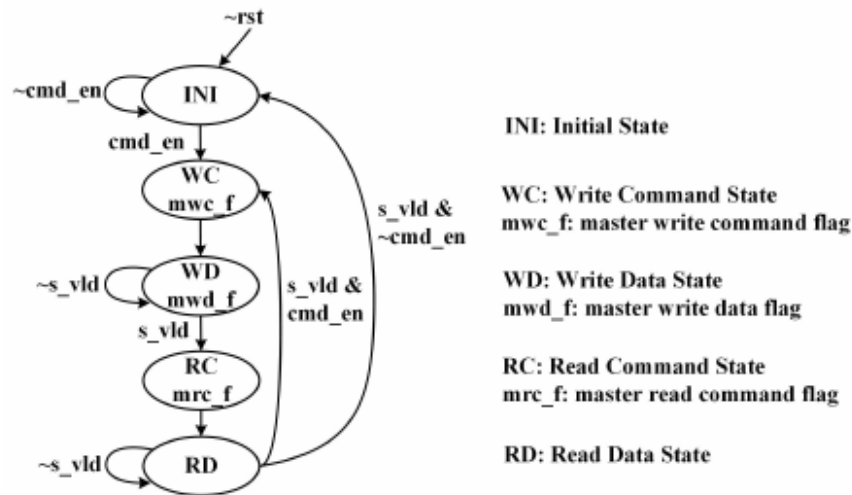 ~rst
~cmd_en
INI
cmd_en
WC
mwc_f
s_vld &
~cmd_en
~s_vld
WD
mwd_f
s_vld &
cmd_en
s_vld
RC
mrc_f
~s_vld
RD
INI: Initial State
WC: Write Command State
mwc_f: master write command flag
WD: Write Data State
mwd_f: master write data flag
RC: Read Command State
mrc_f: master read command flag
RD: Read Data State